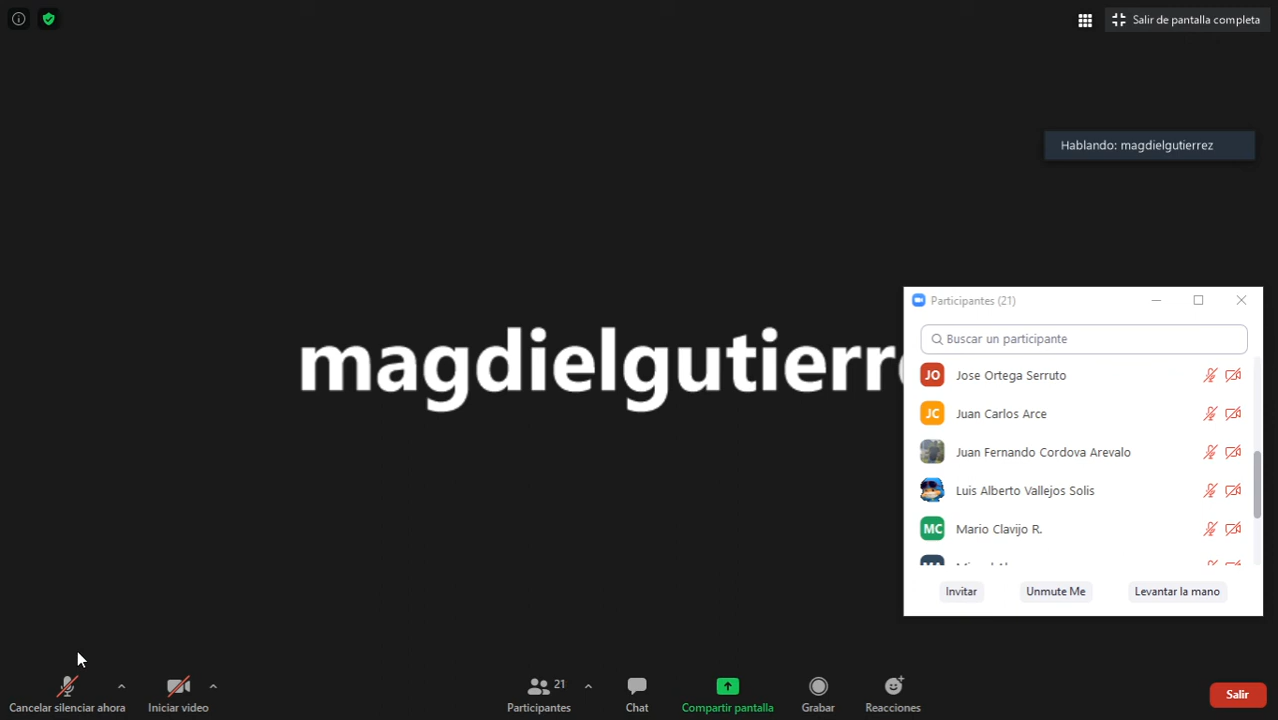 Salir de pantalla completa
Hablando: magdielgutierrez
magdielgutierr
Participantes (21)
Buscar un participante
JO Jose Ortega Serruto
JC Juan Carlos Arce
Juan Fernando Cordova Arevalo
Luis Alberto Vallejos Solis
MC Mario Clavijo R.
Invitar
Unmute Me
Levantar la mano
Cancelar silenciar ahora
Iniciar video
21
Participantes
Chat
Compartir pantalla
Grabar
Reacciones
Salir